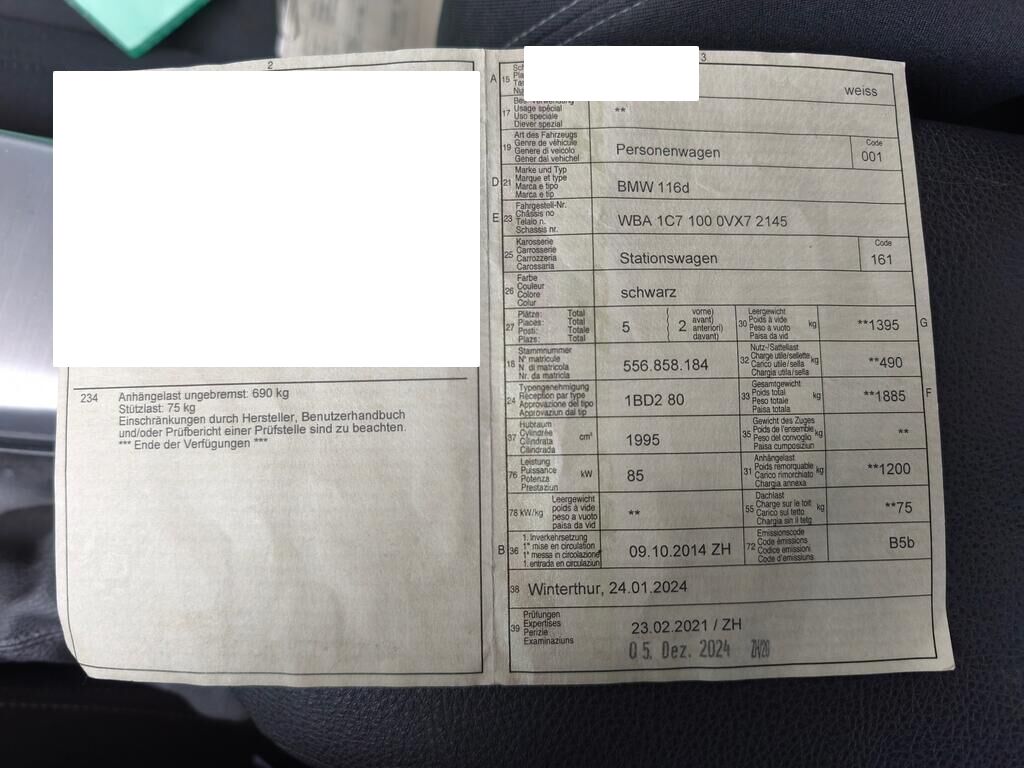 2
234 Anhängelast ungebremst: 690 kg
Stützlast: 75 kg
Einschränkungen durch Hersteller, Benutzerhandbuch
und/oder Prüfbericht einer Prüfstelle sind zu beachten.
*** Ende der Verfügungen ***
3
A 15 weiss
17 Usage spécial
Uso speciale
Diever spezial
**
19 Art des Fahrzeugs
Genre de véhicule
Genere di veicolo
Gener dal vehichel
Personenwagen
Code
001
D 21 Marke und Typ
Marque et type
Marca e tipo
Marca e tip
BMW 116d
E 23 Fahrgestell-Nr.
Châssis no
Telaio n.
Schassis nr.
WBA 1C7 100 0VX7 2145
25 Karosserie
Carrosserie
Carrozzeria
Carossaria
Stationswagen
Code
161
26 Farbe
Couleur
Colore
Colur
schwarz
27 Plätze: Total
Places: Total
Posti: Totale
Plazs: Total
5
2
vorne)
avant)
anteriori)
davant)
30 Leergewicht
Poids à vide
Peso a vuoto
Paisa da vid
kg
**1395
G
18 Stammnummer
N° matricule
N. di matricola
Nr. da matricla
556.858.184
32 Nutz-/Sattellast
Charge utile/sellette
Carico utile/sella
Chargia utila/sella
kg
**490
24 Typengenehmigung
Réception par type
Approvazione del tipo
Approvaziun dal tip
1BD2 80
33 Gesamtgewicht
Poids total
Peso totale
Paisa totala
kg
**1885
F
37 Hubraum
Cylindrée
Cilindrata
Cilindrada
cm³
1995
35 Gewicht des Zuges
Poids de l'ensemble
Peso del convoglio
Paisa cumposiziun
kg
**
76 Leistung
Puissance
Potenza
Prestaziun
kW
85
31 Anhängelast
Poids remorquable
Carico rimorchiato
Chargia annexa
kg
**1200
78 kW/kg
Leergewicht
poids à vide
peso a vuoto
paisa da vid
**
55 Dachlast
Charge sur le toit
Carico sul tetto
Chargia sin il tetg
kg
**75
B 36 1. Inverkehrsetzung
1ʳᵉ mise en circulation
1ᵃ messa in circolazione
1. entrada en circulaziun
09.10.2014 ZH
72 Emissionscode
Code émissions
Codice emissioni
Code d'emissiuns
B5b
38 Winterthur, 24.01.2024
39 Prüfungen
Expertises
Perizie
Examinaziuns
23.02.2021 / ZH
05. Dez. 2024 ZH/28